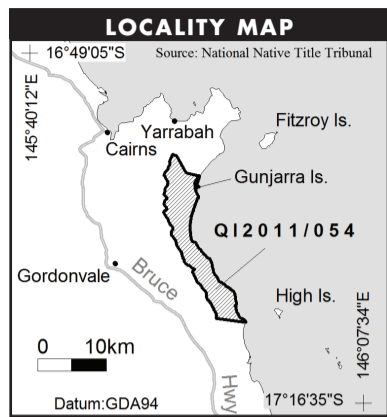 LOCALITY MAP
16°49'05"S
Source: National Native Title Tribunal
145°40'12"E
Yarrabah
Fitzroy Is.
Cairns
Gunjarra Is.
QI2011/054
Gordonvale
Bruce
High Is.
0 10km
Hwy
146°07'34"E
Datum:GDA94
17°16'35"S